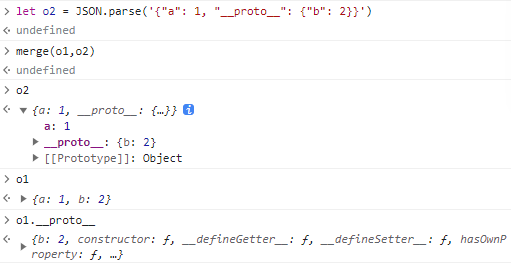 > let o2 = JSON.parse('{"a": 1, "__proto__": {"b": 2}}')
undefined
> merge(o1,o2)
undefined
> o2
{a: 1, __proto__: {…}} i
a: 1
__proto__: {b: 2}
[[Prototype]]: Object
> o1
{a: 1, b: 2}
> o1.__proto__
{b: 2, constructor: ƒ, __defineGetter__: ƒ, __defineSetter__: ƒ, hasOwnP
roperty: ƒ, …}